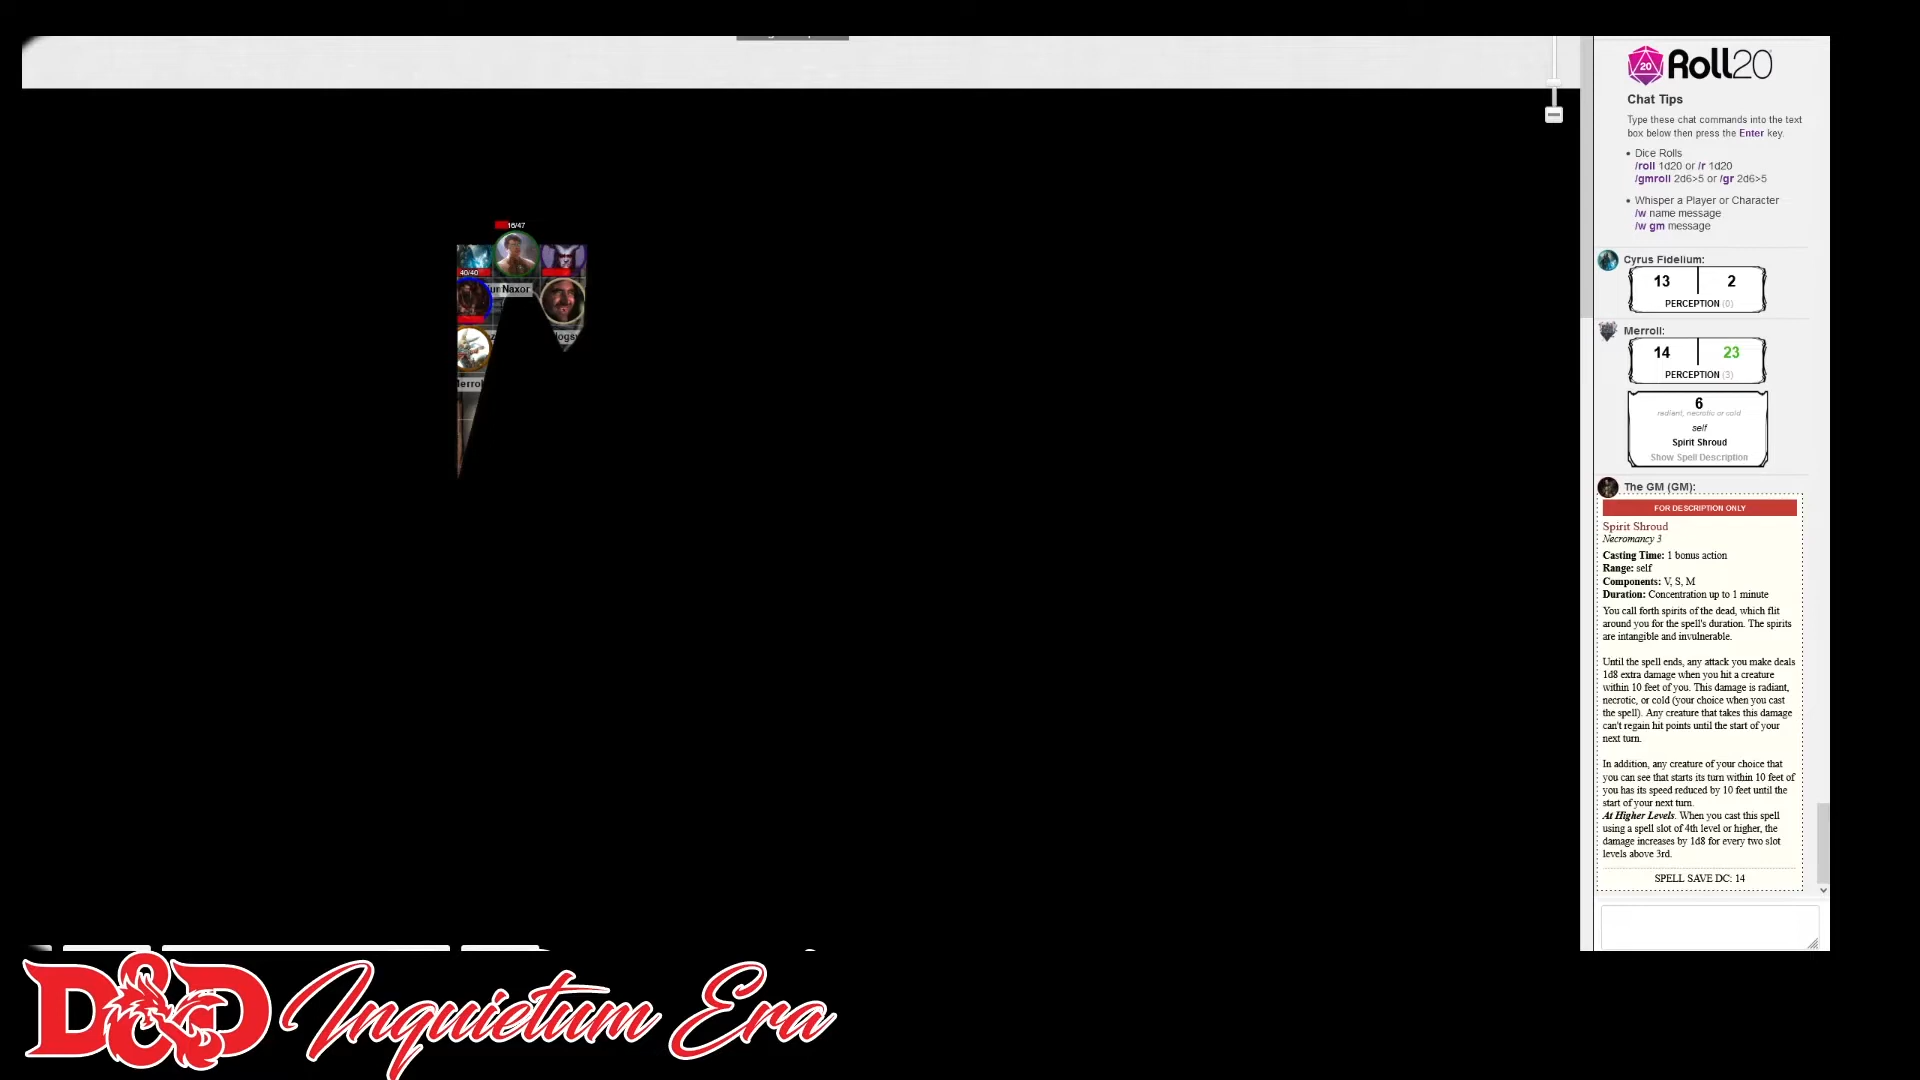 Roll20
Chat Tips
Type these chat commands into the text
box below then press the Enter key.
• Dice Rolls
/roll 1d20 or /r 1d20
/gmroll 2d6>5 or /gr 2d6>5
• Whisper a Player or Character
/w name message
/w gm message
16/47
40/40
Naxor
Cyrus Fidelium:
13 2
PERCEPTION (0)
Merroll:
14 23
PERCEPTION (3)
6
radiant, necrotic or cold
self
Spirit Shroud
Show Spell Description
The GM (GM):
FOR DESCRIPTION ONLY
Spirit Shroud
Necromancy 3
Casting Time: 1 bonus action
Range: self
Components: V, S, M
Duration: Concentration up to 1 minute
You call forth spirits of the dead, which flit
around you for the spell's duration. The spirits
are intangible and invulnerable.
Until the spell ends, any attack you make deals
1d8 extra damage when you hit a creature
within 10 feet of you. This damage is radiant,
necrotic, or cold (your choice when you cast
the spell). Any creature that takes this damage
can't regain hit points until the start of your
next turn.
In addition, any creature of your choice that
you can see that starts its turn within 10 feet of
you has its speed reduced by 10 feet until the
start of your next turn.
At Higher Levels. When you cast this spell
using a spell slot of 4th level or higher, the
damage increases by 1d8 for every two slot
levels above 3rd.
SPELL SAVE DC: 14
D&D Inquietum Era